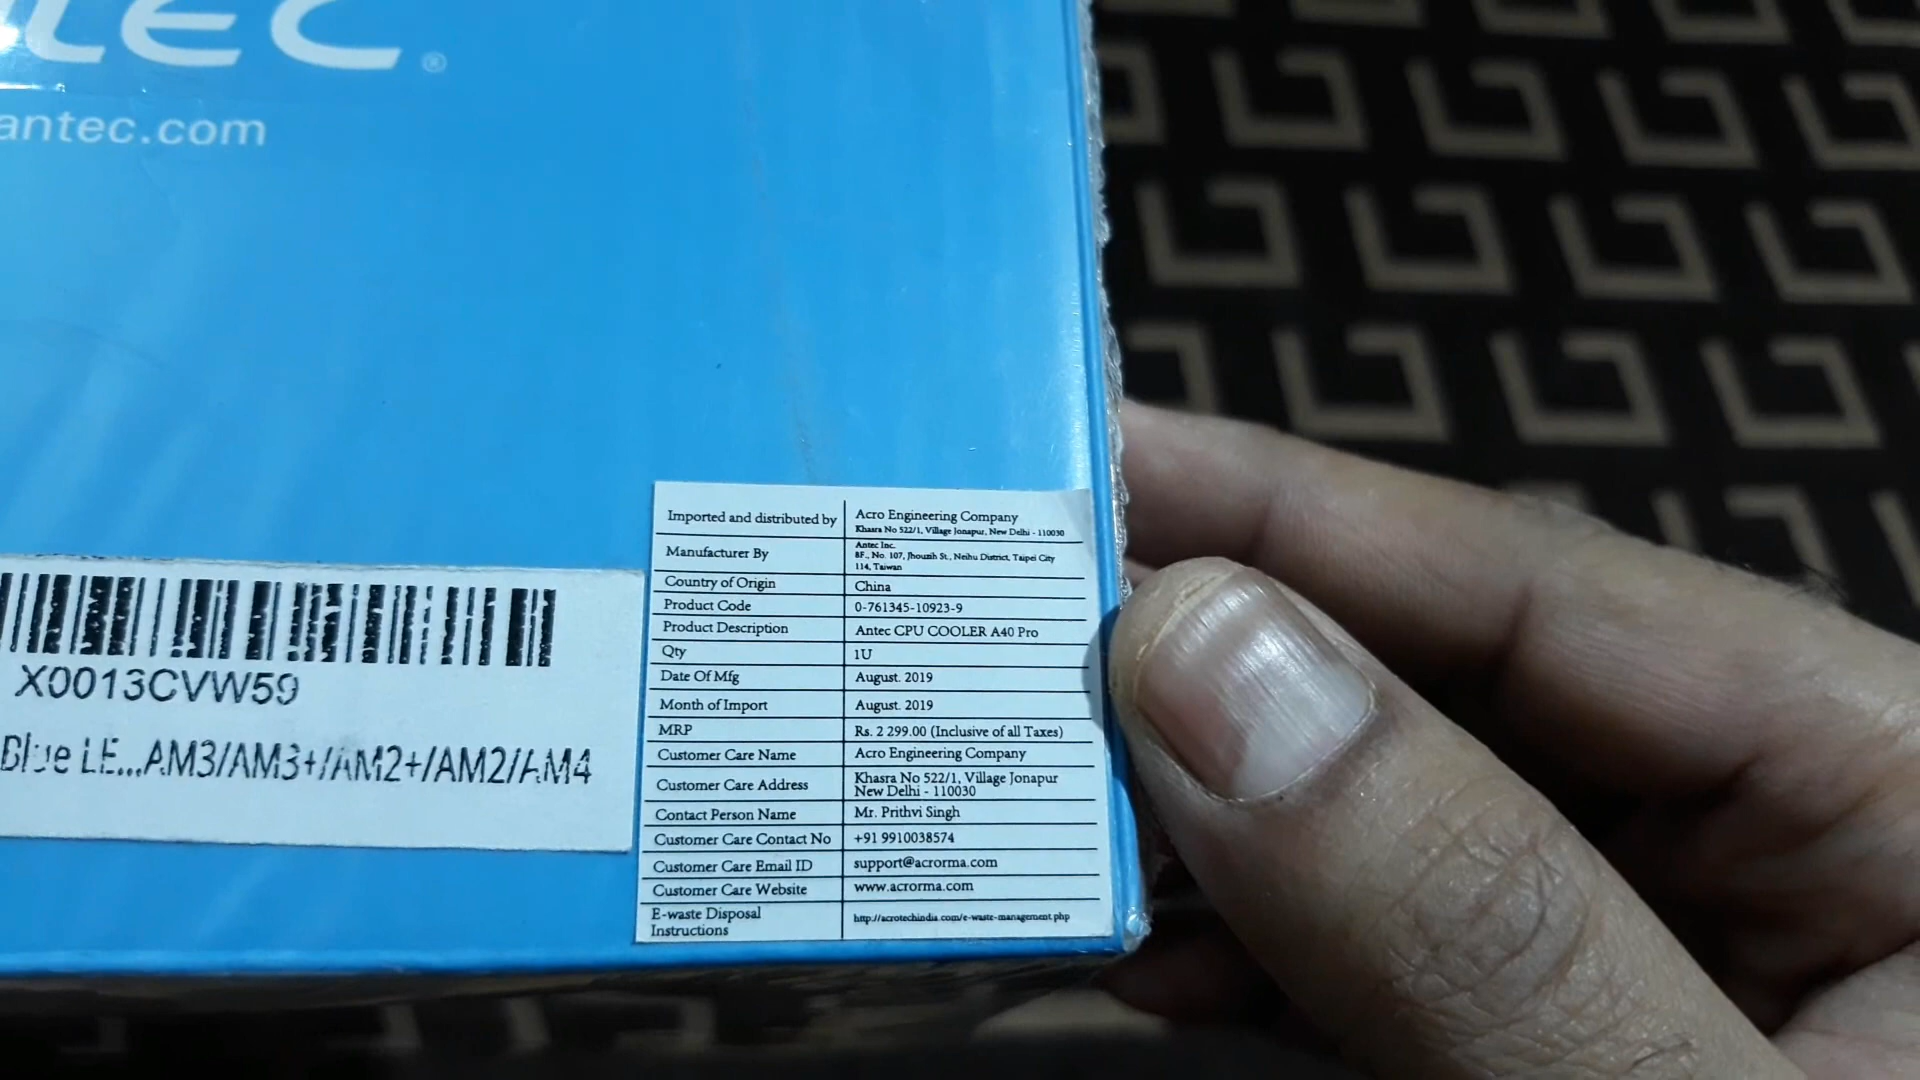 tec®
antec.com
X0013CVW59
Blue LE...AM3/AM3+/AM2+/AM2/AM4
Imported and distributed by Acro Engineering Company
Khasra No 522/1, Village Jonapur, New Delhi - 110030
Manufacturer By Antec Inc.
8F., No. 107, Jhouzih St., Neihu District, Taipei City
114, Taiwan
Country of Origin China
Product Code 0-761345-10923-9
Product Description Antec CPU COOLER A40 Pro
Qty 1U
Date Of Mfg August. 2019
Month of Import August. 2019
MRP Rs. 2 299.00 (Inclusive of all Taxes)
Customer Care Name Acro Engineering Company
Customer Care Address Khasra No 522/1, Village Jonapur
New Delhi - 110030
Contact Person Name Mr. Prithvi Singh
Customer Care Contact No +91 9910038574
Customer Care Email ID support@acrorma.com
Customer Care Website www.acrorma.com
E-waste Disposal
Instructions http://acrotechindia.com/e-waste-management.php